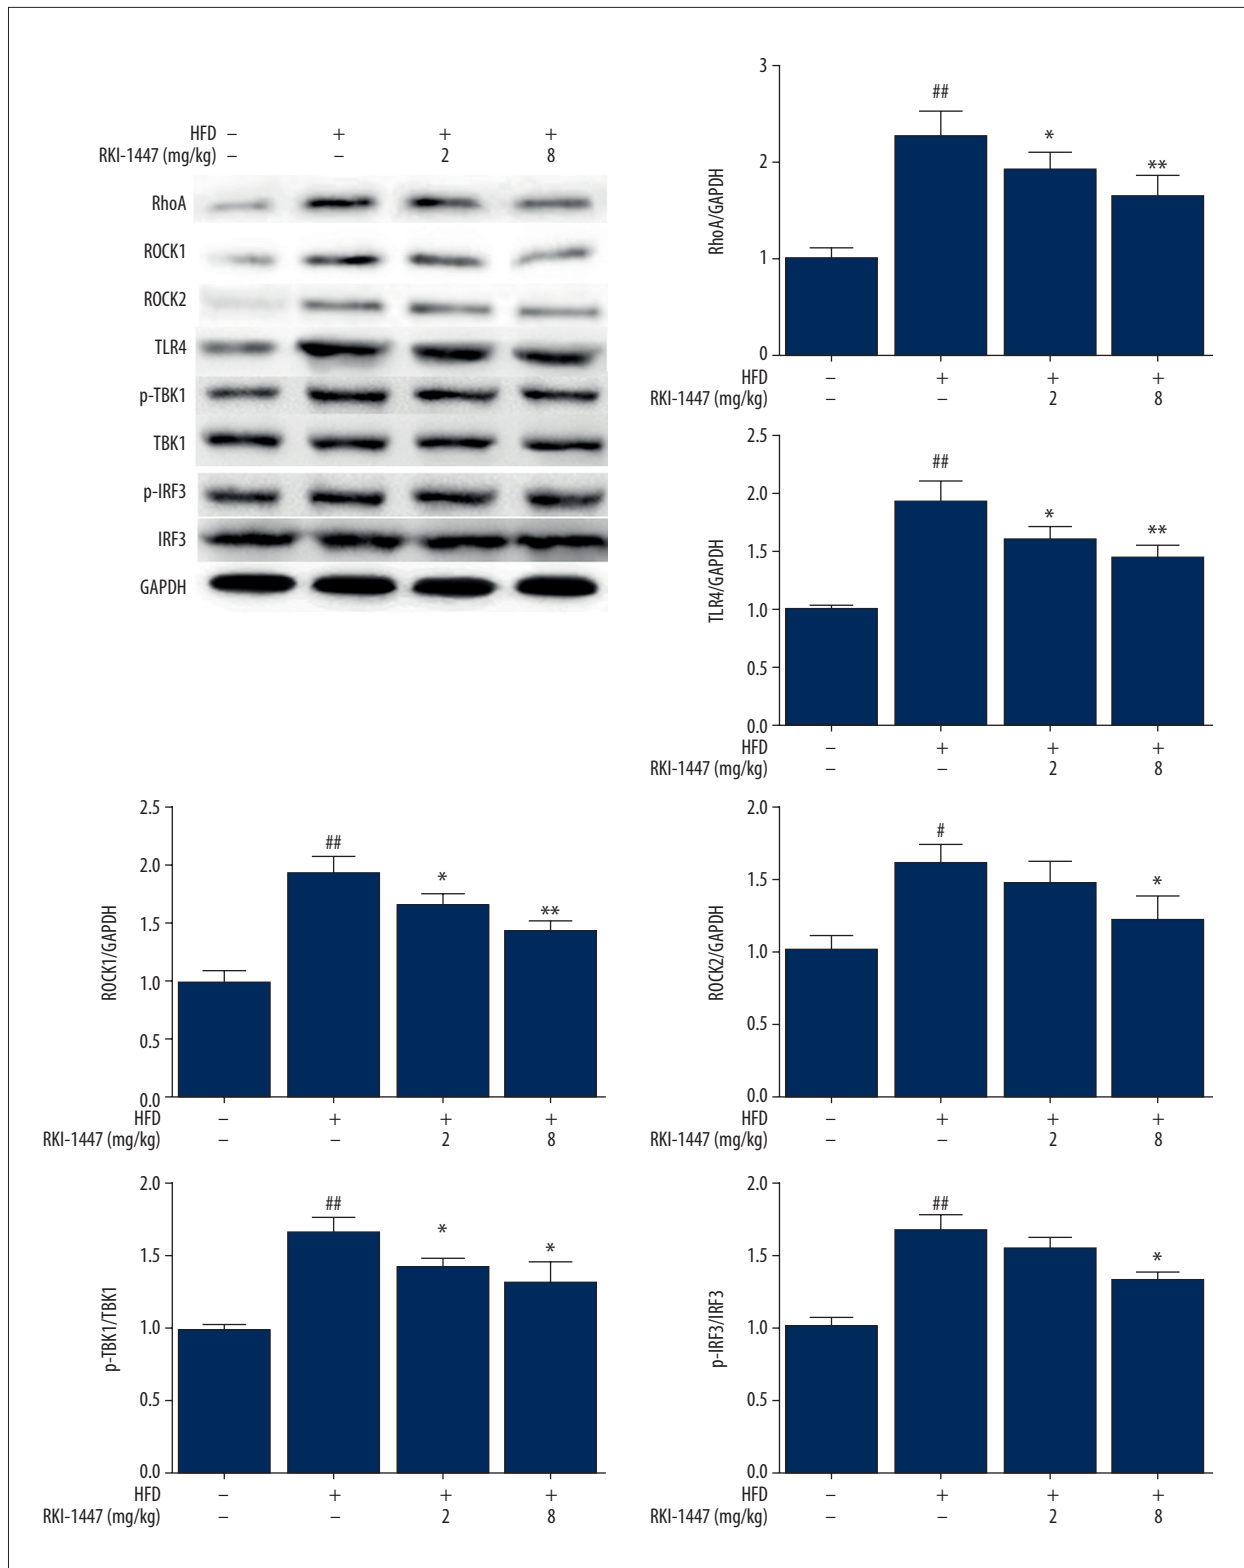 HFD – + + +
RKI-1447 (mg/kg) – – 2 8
RhoA
ROCK1
ROCK2
TLR4
p-TBK1
TBK1
p-IRF3
IRF3
GAPDH
3
2
1
0
RhoA/GAPDH
##
*
**
HFD – + + +
RKI-1447 (mg/kg) – – 2 8
2.5
2.0
1.5
1.0
0.5
0.0
TLR4/GAPDH
##
*
**
HFD – + + +
RKI-1447 (mg/kg) – – 2 8
2.5
2.0
1.5
1.0
0.5
0.0
ROCK1/GAPDH
##
*
**
HFD – + + +
RKI-1447 (mg/kg) – – 2 8
2.0
1.5
1.0
0.5
0.0
ROCK2/GAPDH
#
*
HFD – + + +
RKI-1447 (mg/kg) – – 2 8
2.0
1.5
1.0
0.5
0.0
p-TBK1/TBK1
##
*
*
HFD – + + +
RKI-1447 (mg/kg) – – 2 8
2.0
1.5
1.0
0.5
0.0
p-IRF3/IRF3
##
*
HFD – + + +
RKI-1447 (mg/kg) – – 2 8